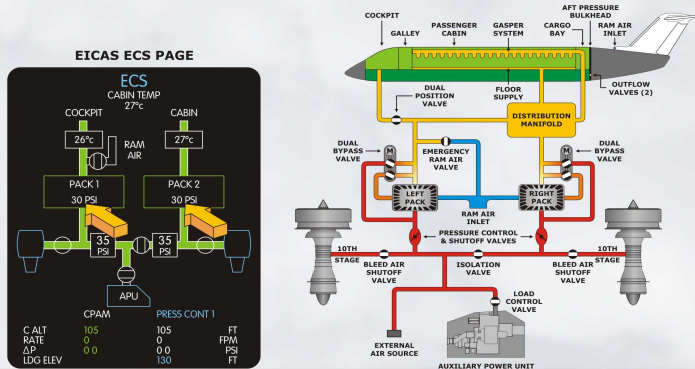 EICAS ECS PAGE
ECS
CABIN TEMP
27°c
COCKPIT
CABIN
26°c
27°c
RAM
AIR
PACK 1
30 PSI
PACK 2
30 PSI
35
PSI
35
PSI
APU
CPAM
PRESS CONT 1
C ALT 105 105 FT
RATE 0 0 FPM
ΔP 0 0 0 0 PSI
LDG ELEV 130 FT
COCKPIT
GALLEY
PASSENGER
CABIN
GASPER
SYSTEM
CARGO
BAY
AFT PRESSURE
BULKHEAD
RAM AIR
INLET
DUAL
POSITION
VALVE
FLOOR
SUPPLY
OUTFLOW
VALVES (2)
DISTRIBUTION
MANIFOLD
DUAL
BYPASS
VALVE
M
EMERGENCY
RAM AIR
VALVE
M
DUAL
BYPASS
VALVE
LEFT
PACK
RAM AIR
INLET
RIGHT
PACK
PRESSURE CONTROL
& SHUTOFF VALVES
10TH
STAGE
BLEED AIR
SHUTOFF
VALVE
ISOLATION
VALVE
BLEED AIR
SHUTOFF
VALVE
10TH
STAGE
LOAD
CONTROL
VALVE
EXTERNAL
AIR SOURCE
AUXILIARY POWER UNIT